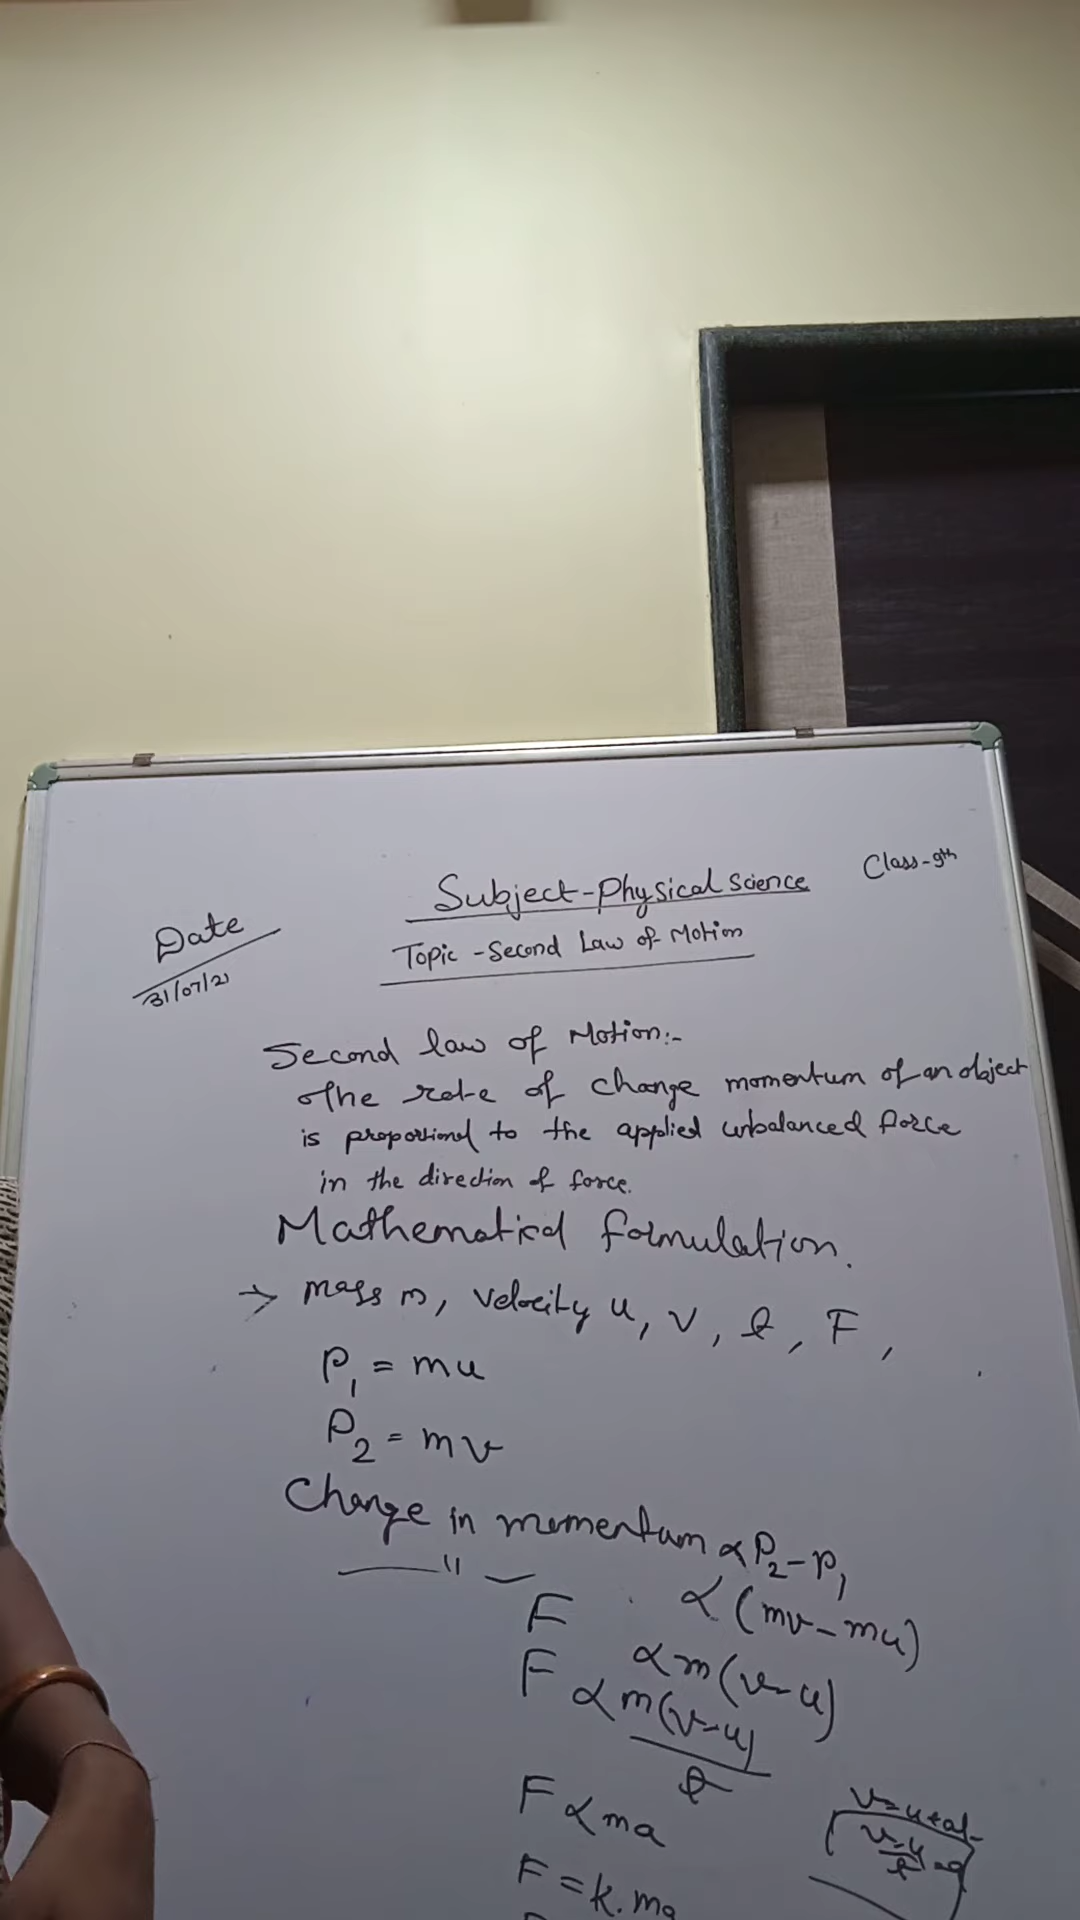 Subject-Physical Science
Class-9th
Date
31/07/21
Topic -Second Law of Motion
Second law of Motion:-
The rate of change momentum of an object
is proportional to the applied unbalanced force
in the direction of force.
Mathematical formulation.
→ mass m, velocity u, v, t, F,
P₁ = mu
P₂ = mv
Change in momentum ∝ P₂-P₁
—— 〃 —
∝ (mv-mu)
F ∝ m(v-u)
F ∝ m(v-u)/t
F ∝ ma
v=u+at
v-u/t=a
F = k.ma